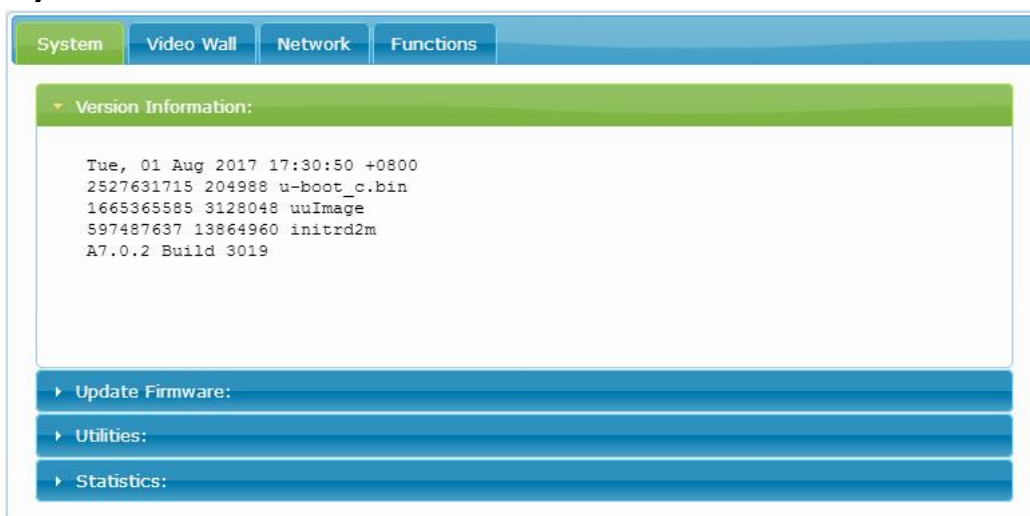 System Video Wall Network Functions
Version Information:
Tue, 01 Aug 2017 17:30:50 +0800
2527631715 204988 u-boot_c.bin
1665365585 3128048 uuImage
597487637 13864960 initrd2m
A7.0.2 Build 3019
Update Firmware:
Utilities:
Statistics: